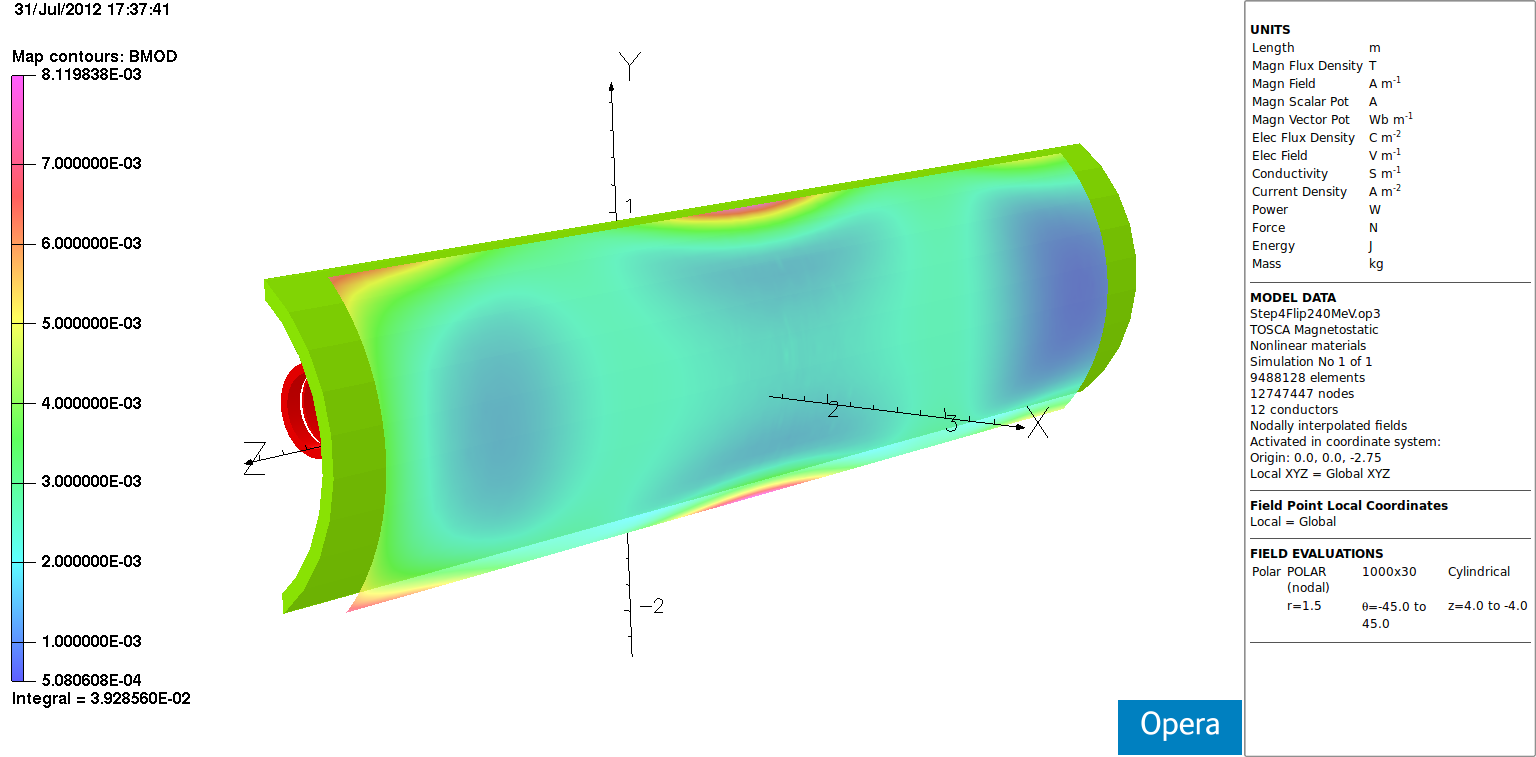 31/Jul/2012 17:37:41
Map contours: BMOD
8.119838E-03
7.000000E-03
6.000000E-03
5.000000E-03
4.000000E-03
3.000000E-03
2.000000E-03
1.000000E-03
5.080608E-04
Integral = 3.928560E-02
Y
1
2
3
X
Z
−2
Opera
UNITS
Length m
Magn Flux Density T
Magn Field A m⁻¹
Magn Scalar Pot A
Magn Vector Pot Wb m⁻¹
Elec Flux Density C m⁻²
Elec Field V m⁻¹
Conductivity S m⁻¹
Current Density A m⁻²
Power W
Force N
Energy J
Mass kg
MODEL DATA
Step4Flip240MeV.op3
TOSCA Magnetostatic
Nonlinear materials
Simulation No 1 of 1
9488128 elements
12747447 nodes
12 conductors
Nodally interpolated fields
Activated in coordinate system:
Origin: 0.0, 0.0, -2.75
Local XYZ = Global XYZ
Field Point Local Coordinates
Local = Global
FIELD EVALUATIONS
Polar POLAR 1000x30 Cylindrical
(nodal)
r=1.5 θ=-45.0 to z=4.0 to -4.0
45.0